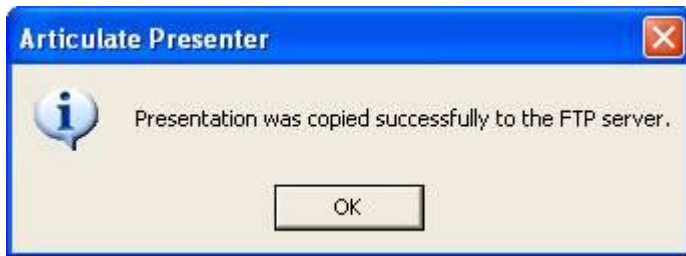 Articulate Presenter
Presentation was copied successfully to the FTP server.
OK